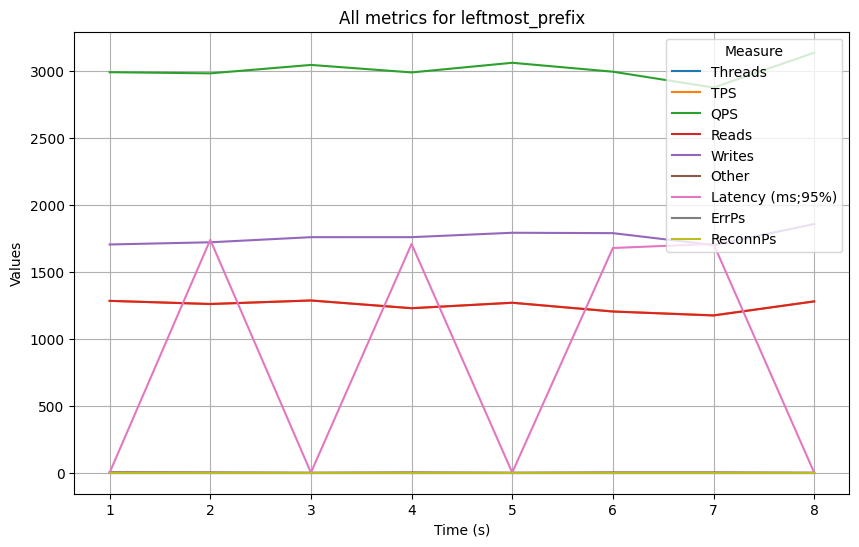 All metrics for leftmost_prefix
Measure
Threads
TPS
QPS
Reads
Writes
Other
Latency (ms;95%)
ErrPs
ReconnPs
Values
3000
2500
2000
1500
1000
500
0
1 2 3 4 5 6 7 8
Time (s)